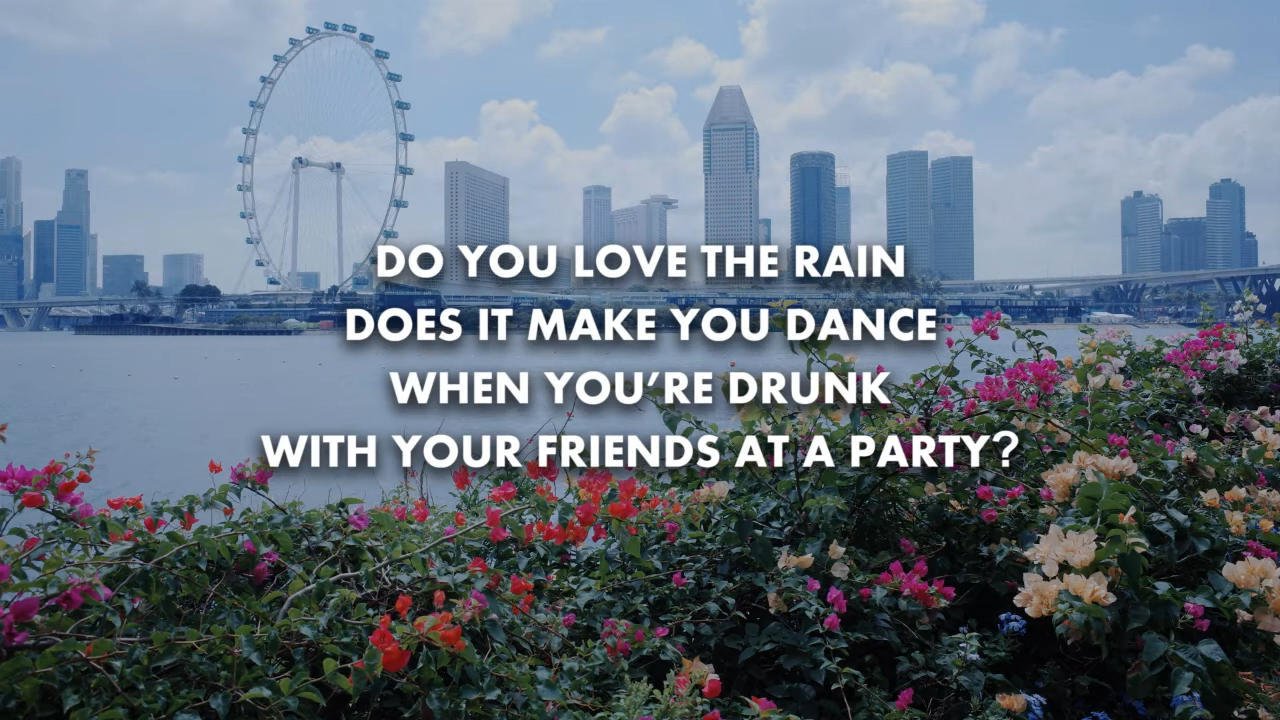 DO YOU LOVE THE RAIN
DOES IT MAKE YOU DANCE
WHEN YOU’RE DRUNK
WITH YOUR FRIENDS AT A PARTY?